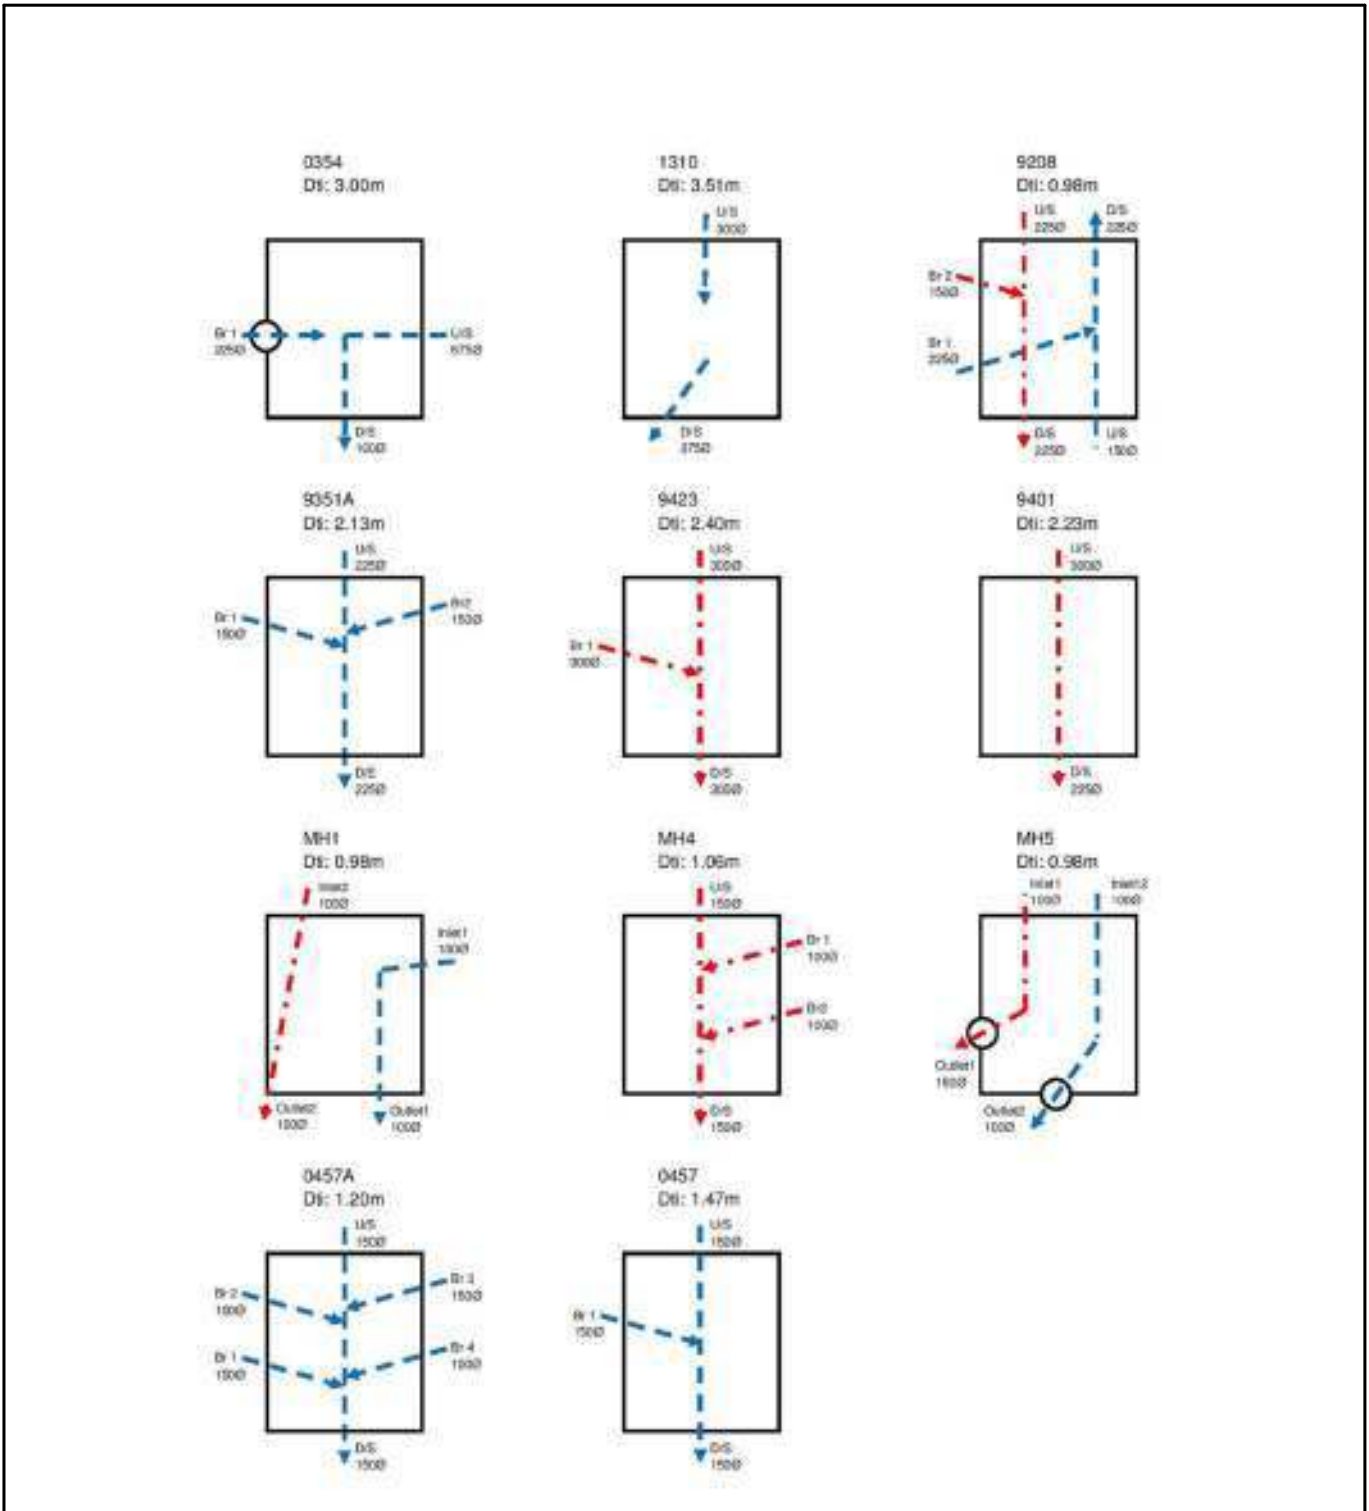 0354
Dti: 3.00m
Br 1
225Ø
U/S
D/S
100Ø
1310
Dti: 3.51m
U/S
300Ø
D/S
375Ø
9208
Dti: 0.98m
U/S
225Ø
D/S
225Ø
Br 2
150Ø
Br 1
225Ø
D/S
225Ø
U/S
150Ø
9351A
Dti: 2.13m
U/S
225Ø
Br 1
150Ø
Br2
150Ø
D/S
225Ø
9423
Dti: 2.40m
U/S
300Ø
Br 1
300Ø
D/S
300Ø
9401
Dti: 2.23m
U/S
300Ø
D/S
225Ø
MH1
Dti: 0.98m
Inlet2
100Ø
Inlet1
100Ø
Outlet2
100Ø
Outlet1
100Ø
MH4
Dti: 1.06m
U/S
150Ø
Br 1
100Ø
Br2
100Ø
D/S
150Ø
MH5
Dti: 0.98m
Inlet1
100Ø
Inlet12
100Ø
Outlet1
Outlet2
100Ø
0457A
Dti: 1.20m
U/S
150Ø
Br 2
100Ø
Br 3
150Ø
Br 1
150Ø
Br 4
100Ø
D/S
150Ø
0457
Dti: 1.47m
U/S
150Ø
Br 1
150Ø
D/S
150Ø